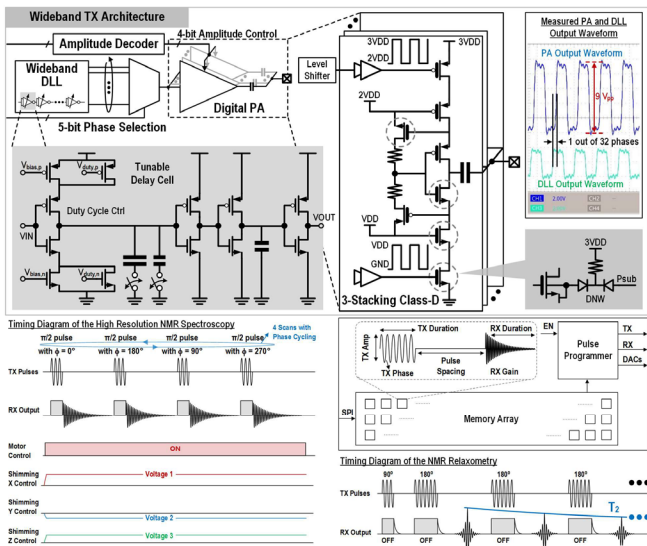 Wideband TX Architecture
Amplitude Decoder
4-bit Amplitude Control
Wideband
DLL
Digital PA
5-bit Phase Selection
Level
Shifter
3VDD
2VDD
3VDD
2VDD
VDD
VDD
GND
3-Stacking Class-D
Measured PA and DLL
Output Waveform
PA Output Waveform
9 Vpp
1 out of 32 phases
DLL Output Waveform
CH1 2.00V CH2
3VDD
Psub
DNW
Vbias,p
Vduty,p
Tunable
Delay Cell
Duty Cycle Ctrl
VIN
VOUT
Vbias,n
Vduty,n
Timing Diagram of the High Resolution NMR Spectroscopy
4 Scans with
Phase Cycling
π/2 pulse π/2 pulse π/2 pulse π/2 pulse
with ϕ = 0° with ϕ = 180° with ϕ = 90° with ϕ = 270°
TX Pulses
RX Output
Motor
Control
ON
Shimming
X Control
Voltage 1
Shimming
Y Control
Voltage 2
Shimming
Z Control
Voltage 3
TX Duration
RX Duration
TX Amp
TX Phase
Pulse
Spacing
RX Gain
EN
Pulse
Programmer
TX
RX
DACs
SPI
Memory Array
Timing Diagram of the NMR Relaxometry
90° 180° 180° 180°
TX Pulses
T2
RX Output
OFF OFF OFF OFF